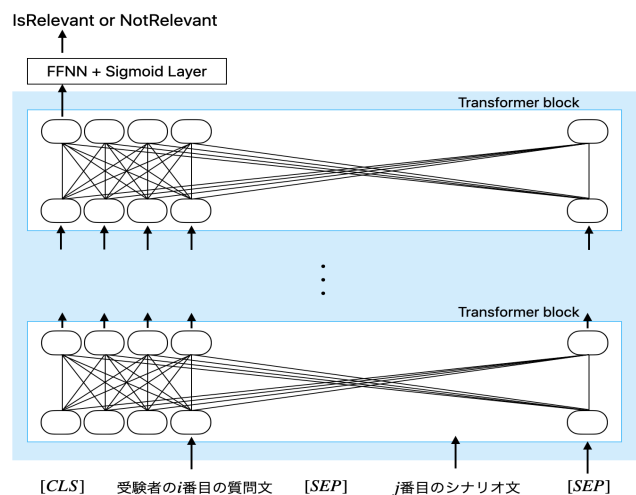 IsRelevant or NotRelevant
FFNN + Sigmoid Layer
Transformer block
Transformer block
[CLS] 受験者のi番目の質問文 [SEP] j番目のシナリオ文 [SEP]